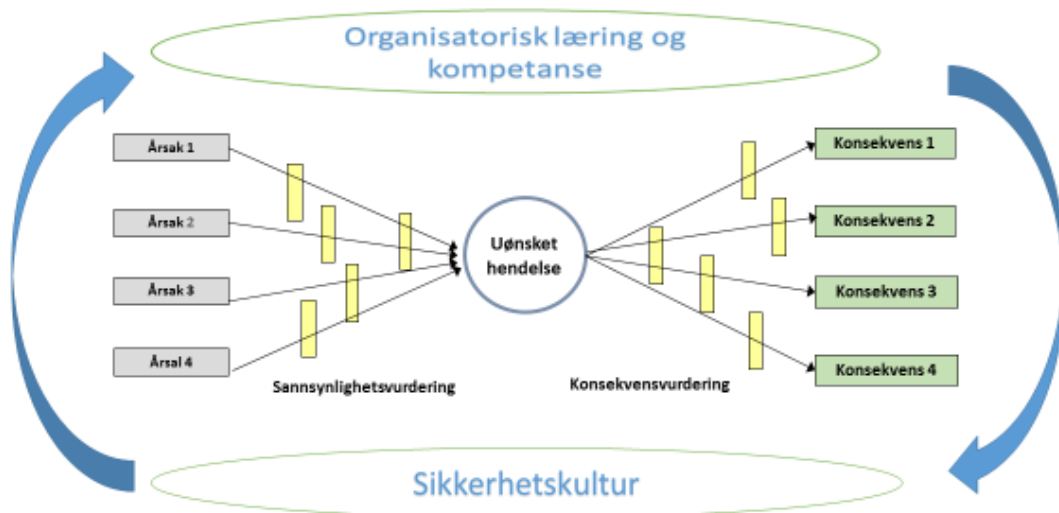 Organisatorisk læring og
kompetanse
Årsak 1
Årsak 2
Årsak 3
Årsal 4
Uønsket
hendelse
Konsekvens 1
Konsekvens 2
Konsekvens 3
Konsekvens 4
Sannsynlighetsvurdering
Konsekvensvurdering
Sikkerhetskultur